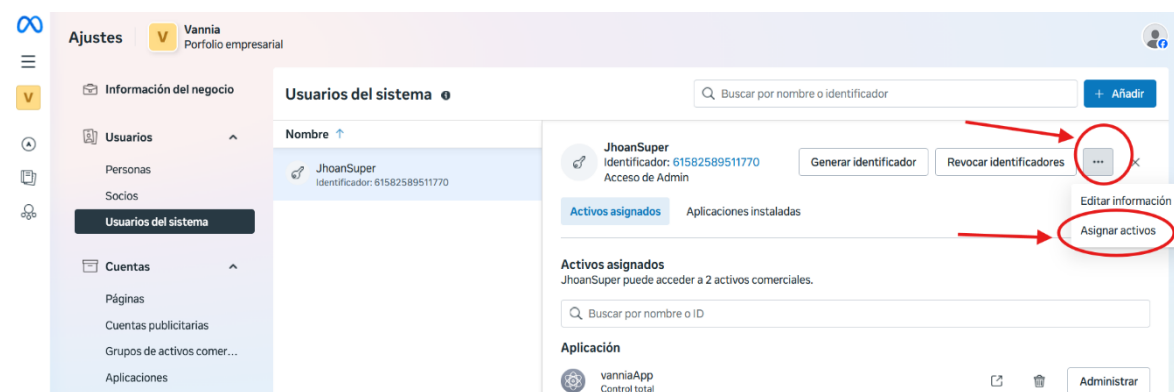 Ajustes
V
Vannia
Porfolio empresarial
V
Información del negocio
Usuarios
Personas
Socios
Usuarios del sistema
Cuentas
Páginas
Cuentas publicitarias
Grupos de activos comer...
Aplicaciones
Usuarios del sistema
Buscar por nombre o identificador
+ Añadir
Nombre ↑
JhoanSuper
Identificador: 61582589511770
JhoanSuper
Identificador: 61582589511770
Acceso de Admin
Generar identificador
Revocar identificadores
...
Editar información
Asignar activos
Activos asignados
Aplicaciones instaladas
Activos asignados
JhoanSuper puede acceder a 2 activos comerciales.
Buscar por nombre o ID
Aplicación
vanniaApp
Control total
Administrar